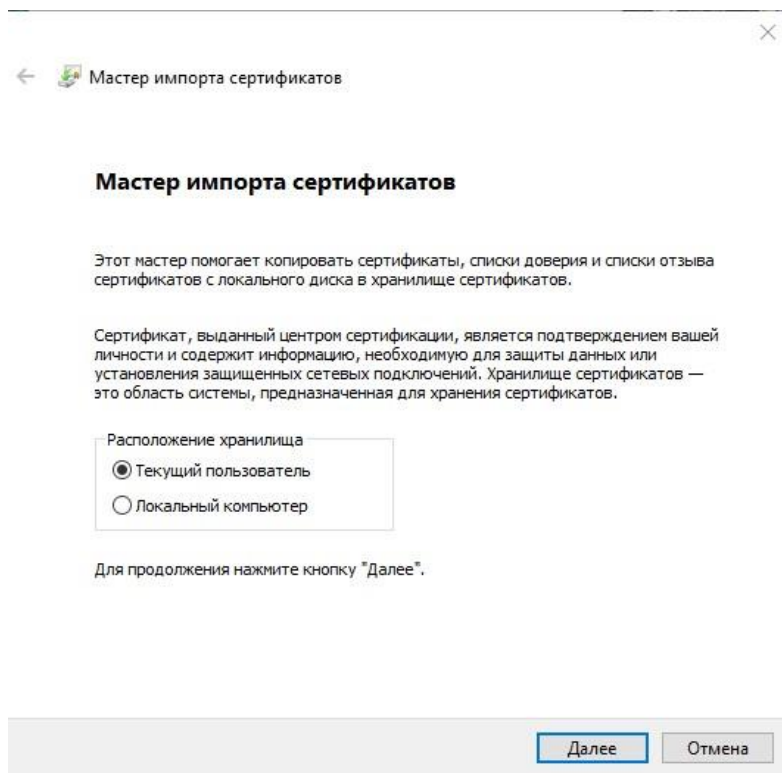 Мастер импорта сертификатов
Мастер импорта сертификатов
Этот мастер помогает копировать сертификаты, списки доверия и списки отзыва
сертификатов с локального диска в хранилище сертификатов.
Сертификат, выданный центром сертификации, является подтверждением вашей
личности и содержит информацию, необходимую для защиты данных или
установления защищенных сетевых подключений. Хранилище сертификатов —
это область системы, предназначенная для хранения сертификатов.
Расположение хранилища
Текущий пользователь
Локальный компьютер
Для продолжения нажмите кнопку "Далее".
Далее
Отмена